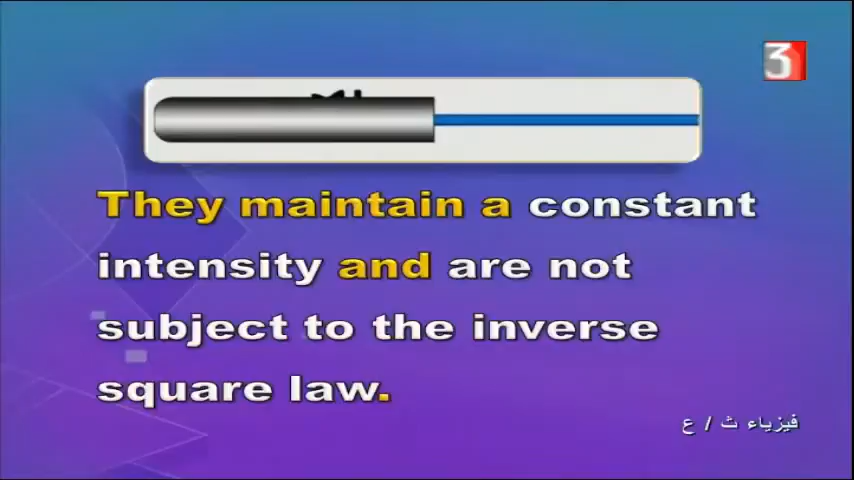 3
They maintain a constant
intensity and are not
subject to the inverse
square law.
فيزياء ث / ع